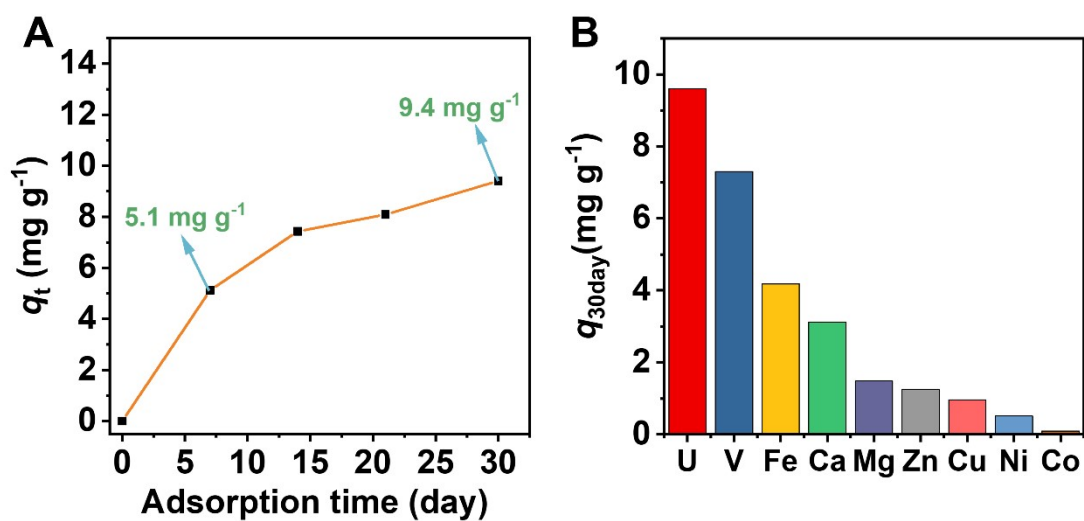 A
14
12
10
8
6
4
2
0
q_t (mg g⁻¹)
5.1 mg g⁻¹
9.4 mg g⁻¹
0 5 10 15 20 25 30
Adsorption time (day)
B
10
8
6
4
2
0
q_30day(mg g⁻¹)
U V Fe Ca Mg Zn Cu Ni Co